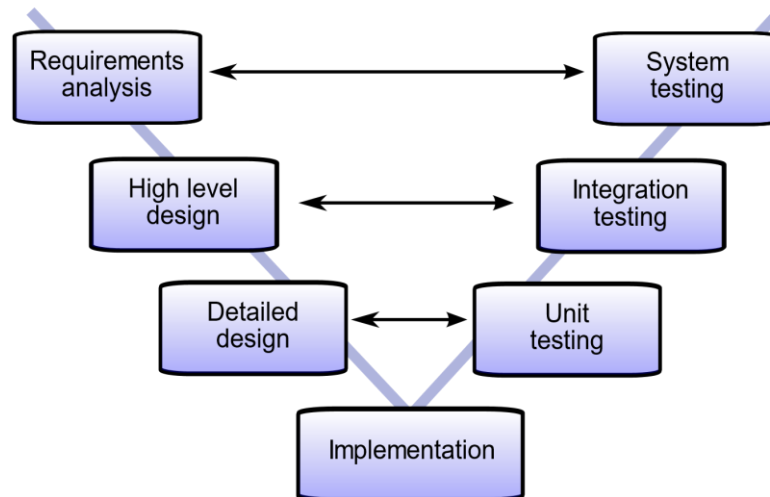 Requirements
analysis
System
testing
High level
design
Integration
testing
Detailed
design
Unit
testing
Implementation